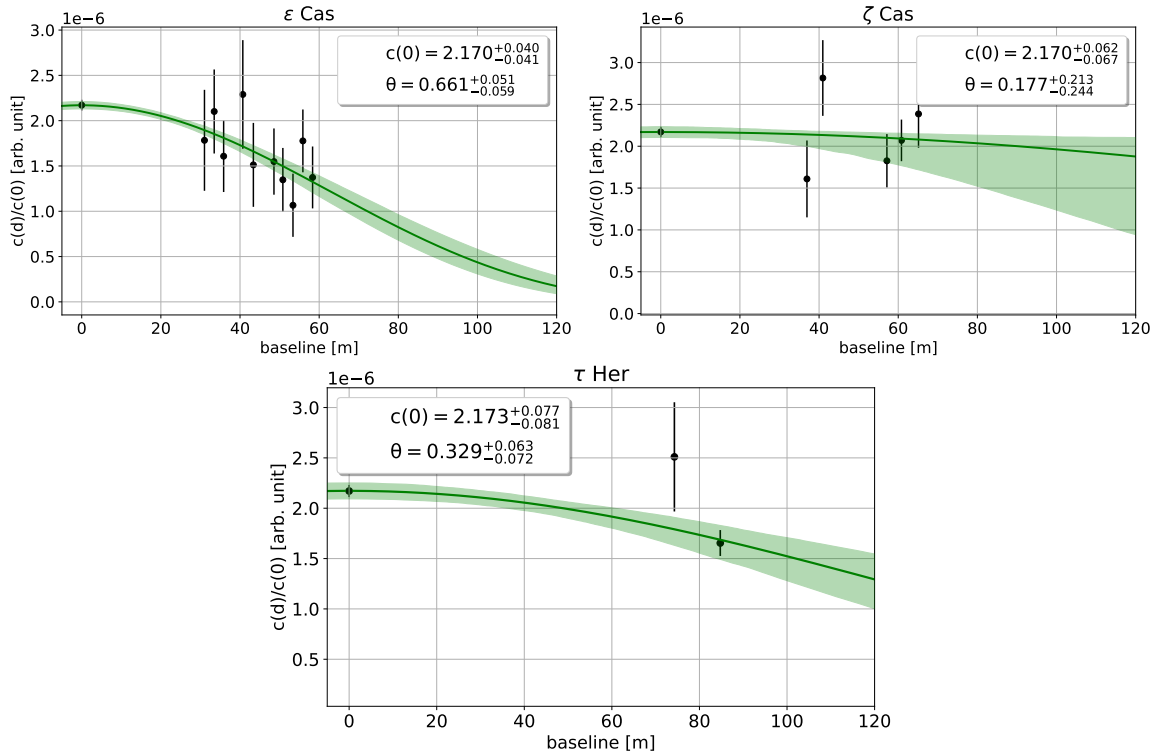 ε Cas
1e−6
c(0) = 2.170 +0.040 −0.041
θ = 0.661 +0.051 −0.059
c(d)/c(0) [arb. unit]
3.0
2.5
2.0
1.5
1.0
0.5
0.0
0 20 40 60 80 100 120
baseline [m]
ζ Cas
1e−6
c(0) = 2.170 +0.062 −0.067
θ = 0.177 +0.213 −0.244
c(d)/c(0) [arb. unit]
3.0
2.5
2.0
1.5
1.0
0.5
0.0
0 20 40 60 80 100 120
baseline [m]
τ Her
1e−6
c(0) = 2.173 +0.077 −0.081
θ = 0.329 +0.063 −0.072
c(d)/c(0) [arb. unit]
3.0
2.5
2.0
1.5
1.0
0.5
0 20 40 60 80 100 120
baseline [m]